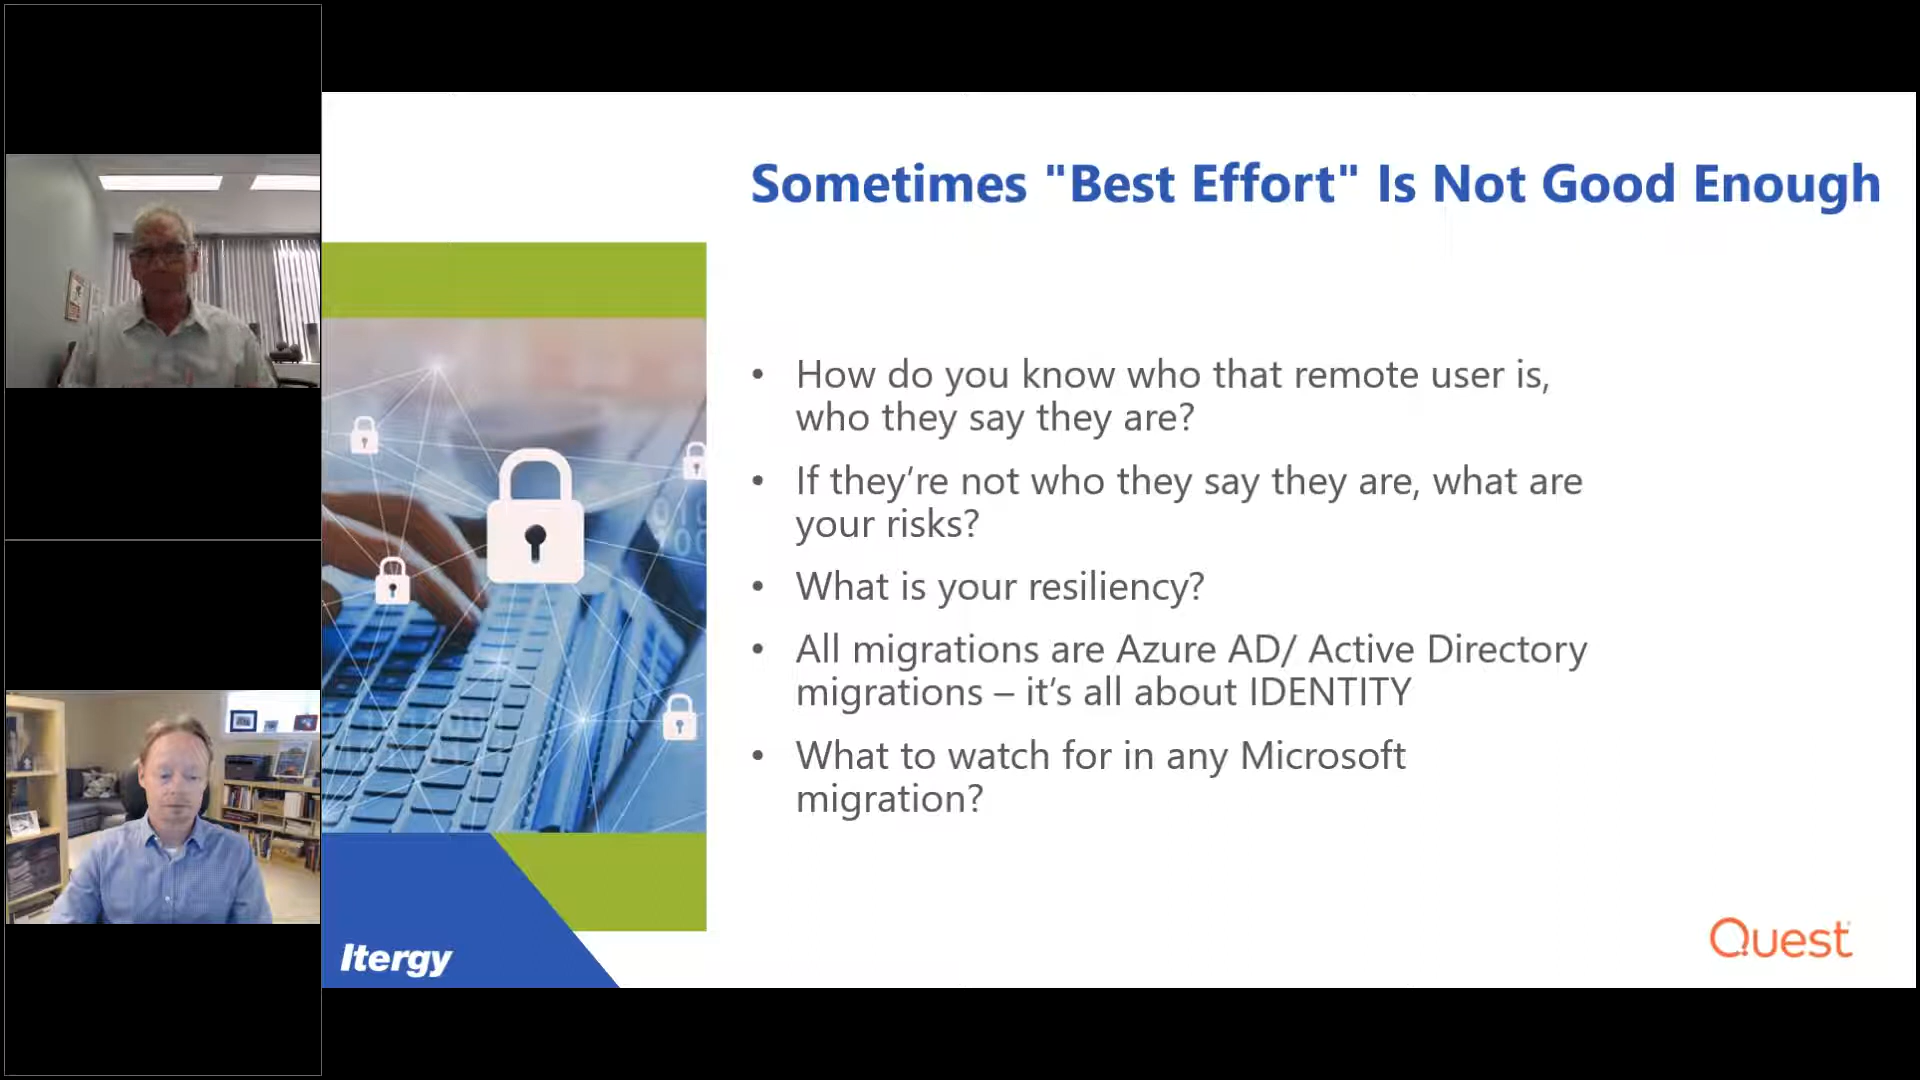 Sometimes "Best Effort" Is Not Good Enough
• How do you know who that remote user is,
who they say they are?
• If they’re not who they say they are, what are
your risks?
• What is your resiliency?
• All migrations are Azure AD/ Active Directory
migrations – it’s all about IDENTITY
• What to watch for in any Microsoft
migration?
Itergy
Quest